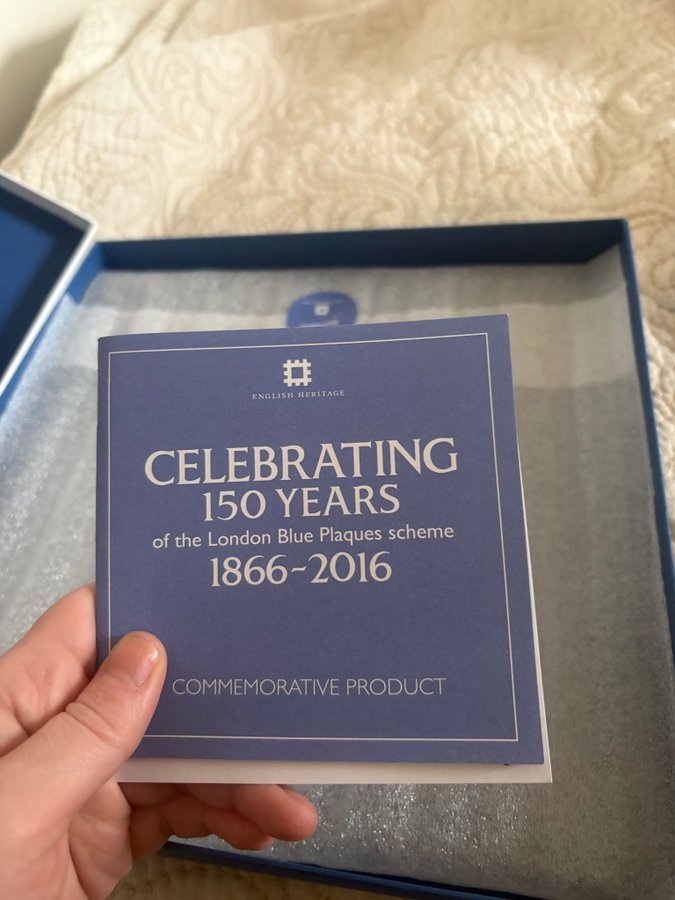 ENGLISH HERITAGE
CELEBRATING
150 YEARS
of the London Blue Plaques scheme
1866~2016
COMMEMORATIVE PRODUCT